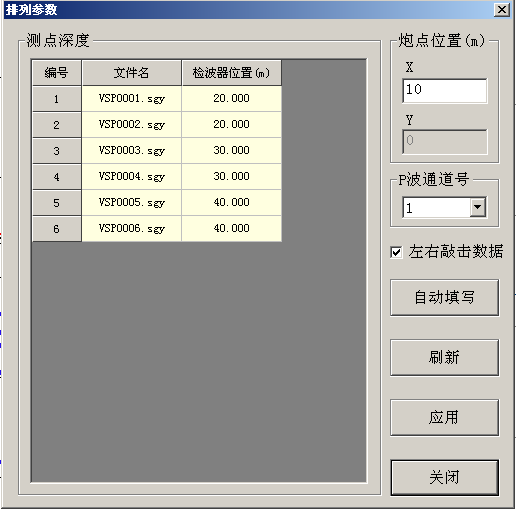 排列参数
测点深度
编号 文件名 检波器位置(m)
1 VSP0001.sgy 20.000
2 VSP0002.sgy 20.000
3 VSP0003.sgy 30.000
4 VSP0004.sgy 30.000
5 VSP0005.sgy 40.000
6 VSP0006.sgy 40.000
炮点位置(m)
X
10
Y
0
P波通道号
1
左右敲击数据
自动填写
刷新
应用
关闭